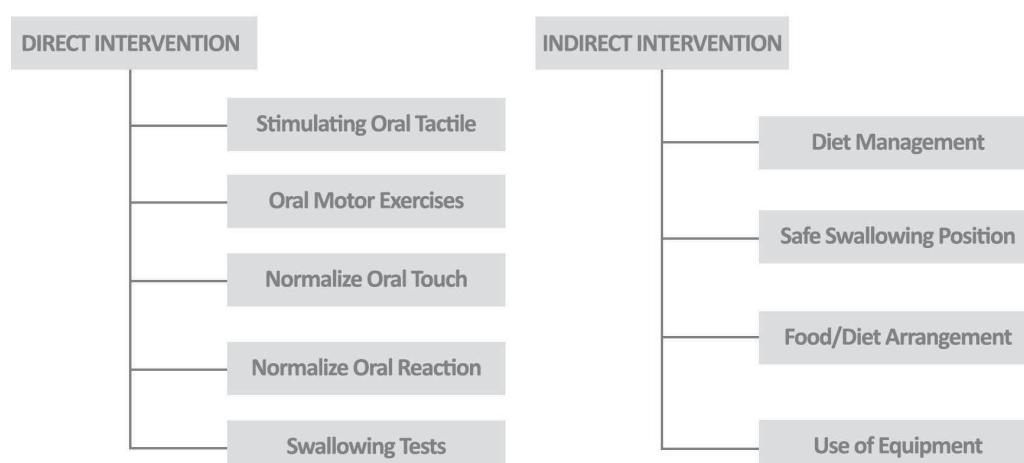 DIRECT INTERVENTION
Stimulating Oral Tactile
Oral Motor Exercises
Normalize Oral Touch
Normalize Oral Reaction
Swallowing Tests
INDIRECT INTERVENTION
Diet Management
Safe Swallowing Position
Food/Diet Arrangement
Use of Equipment